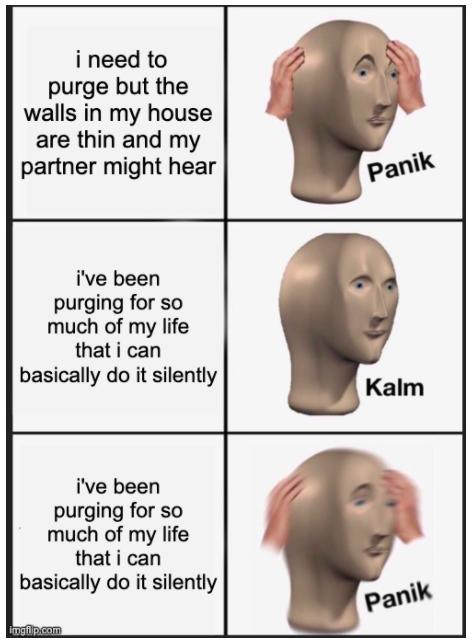 i need to
purge but the
walls in my house
are thin and my
partner might hear
Panik
i've been
purging for so
much of my life
that i can
basically do it silently
Kalm
i've been
purging for so
much of my life
that i can
basically do it silently
Panik
imgflip.com